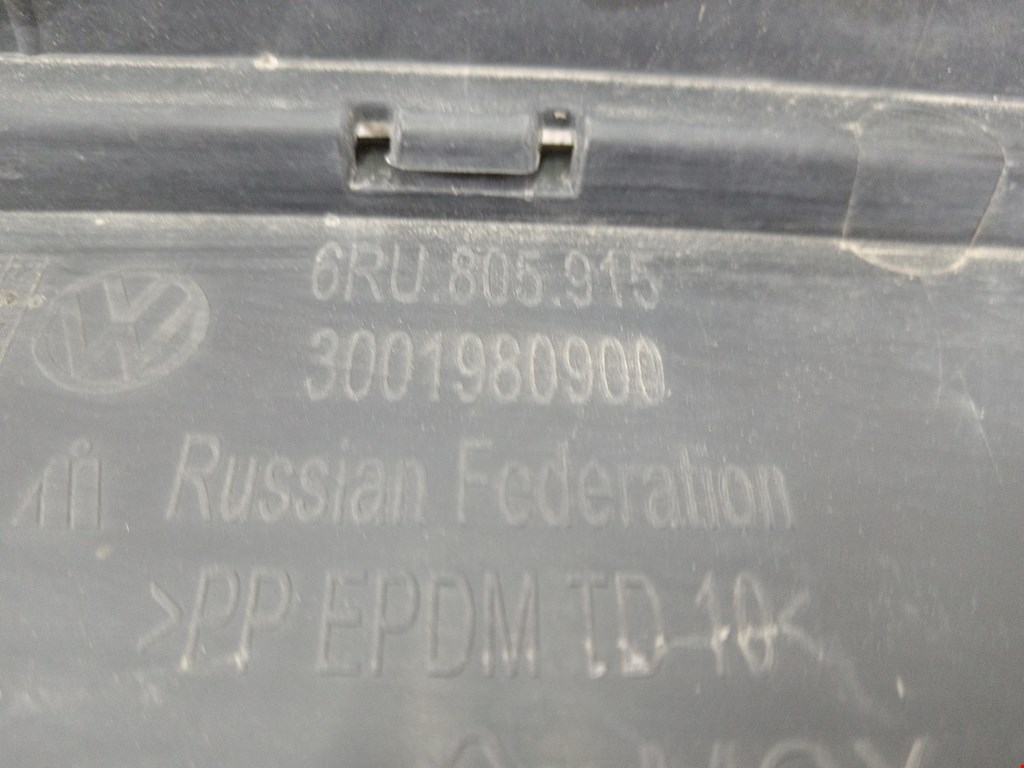 6RU.805.915
3001980900
Russian Federation
>PP EPDM TD 10<